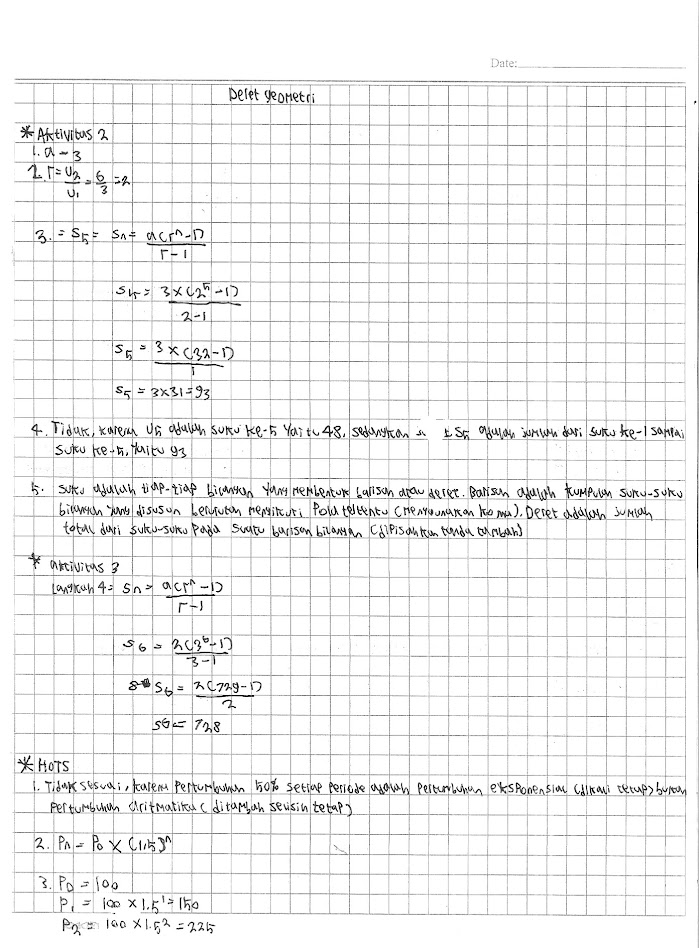 Date:
Deret geometri
* Aktivitas 2
1. a = 3
2. r = U2/U1 = 6/3 = 2
3. = S5 = Sn = a(r^n - 1)/r - 1
S5 = 3 × (2^5 - 1)/2 - 1
S5 = 3 × (32 - 1)/1
S5 = 3 × 31 = 93
4. Tidak, karena U5 adalah suku ke-5 yaitu 48, sedangkan S5 adalah jumlah dari suku ke-1 sampai
suku ke-5, yaitu 93
5. Suku adalah tiap-tiap bilangan yang membentuk barisan atau deret. Barisan adalah kumpulan suku-suku
bilangan yang disusun berurutan mengikuti pola tertentu (menggunakan koma). Deret adalah jumlah
total dari suku-suku pada suatu barisan bilangan (dipisahkan tanda tambah)
* aktivitas 3
Langkah 4 = Sn = a(r^n - 1)/r - 1
S6 = 2(3^6 - 1)/3 - 1
S6 = 2(729 - 1)/2
S6 = 728
* HOTS
1. Tidak sesuai, karena pertumbuhan 50% setiap periode adalah pertumbuhan eksponensial (dikali tetap) bukan
pertumbuhan aritmatika (ditambah selisih tetap)
2. Pn = P0 × (1,5)^n
3. P0 = 100
P1 = 100 × 1.5^1 = 150
P2 = 100 × 1.5^2 = 225